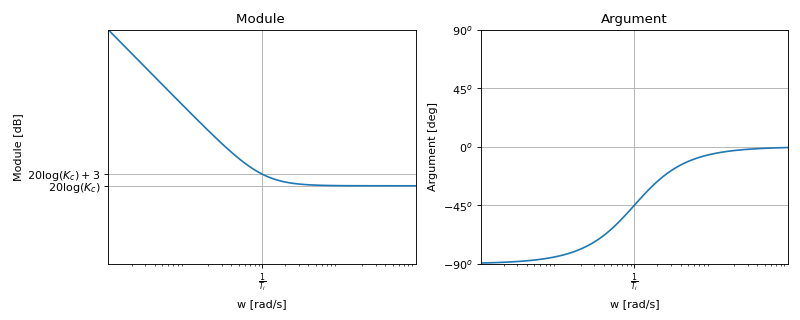 Module
Module [dB]
20log(K_c) + 3
20log(K_c)
1/T_i
w [rad/s]
Argument
Argument [deg]
90^o
45^o
0^o
−45^o
−90^o
1/T_i
w [rad/s]